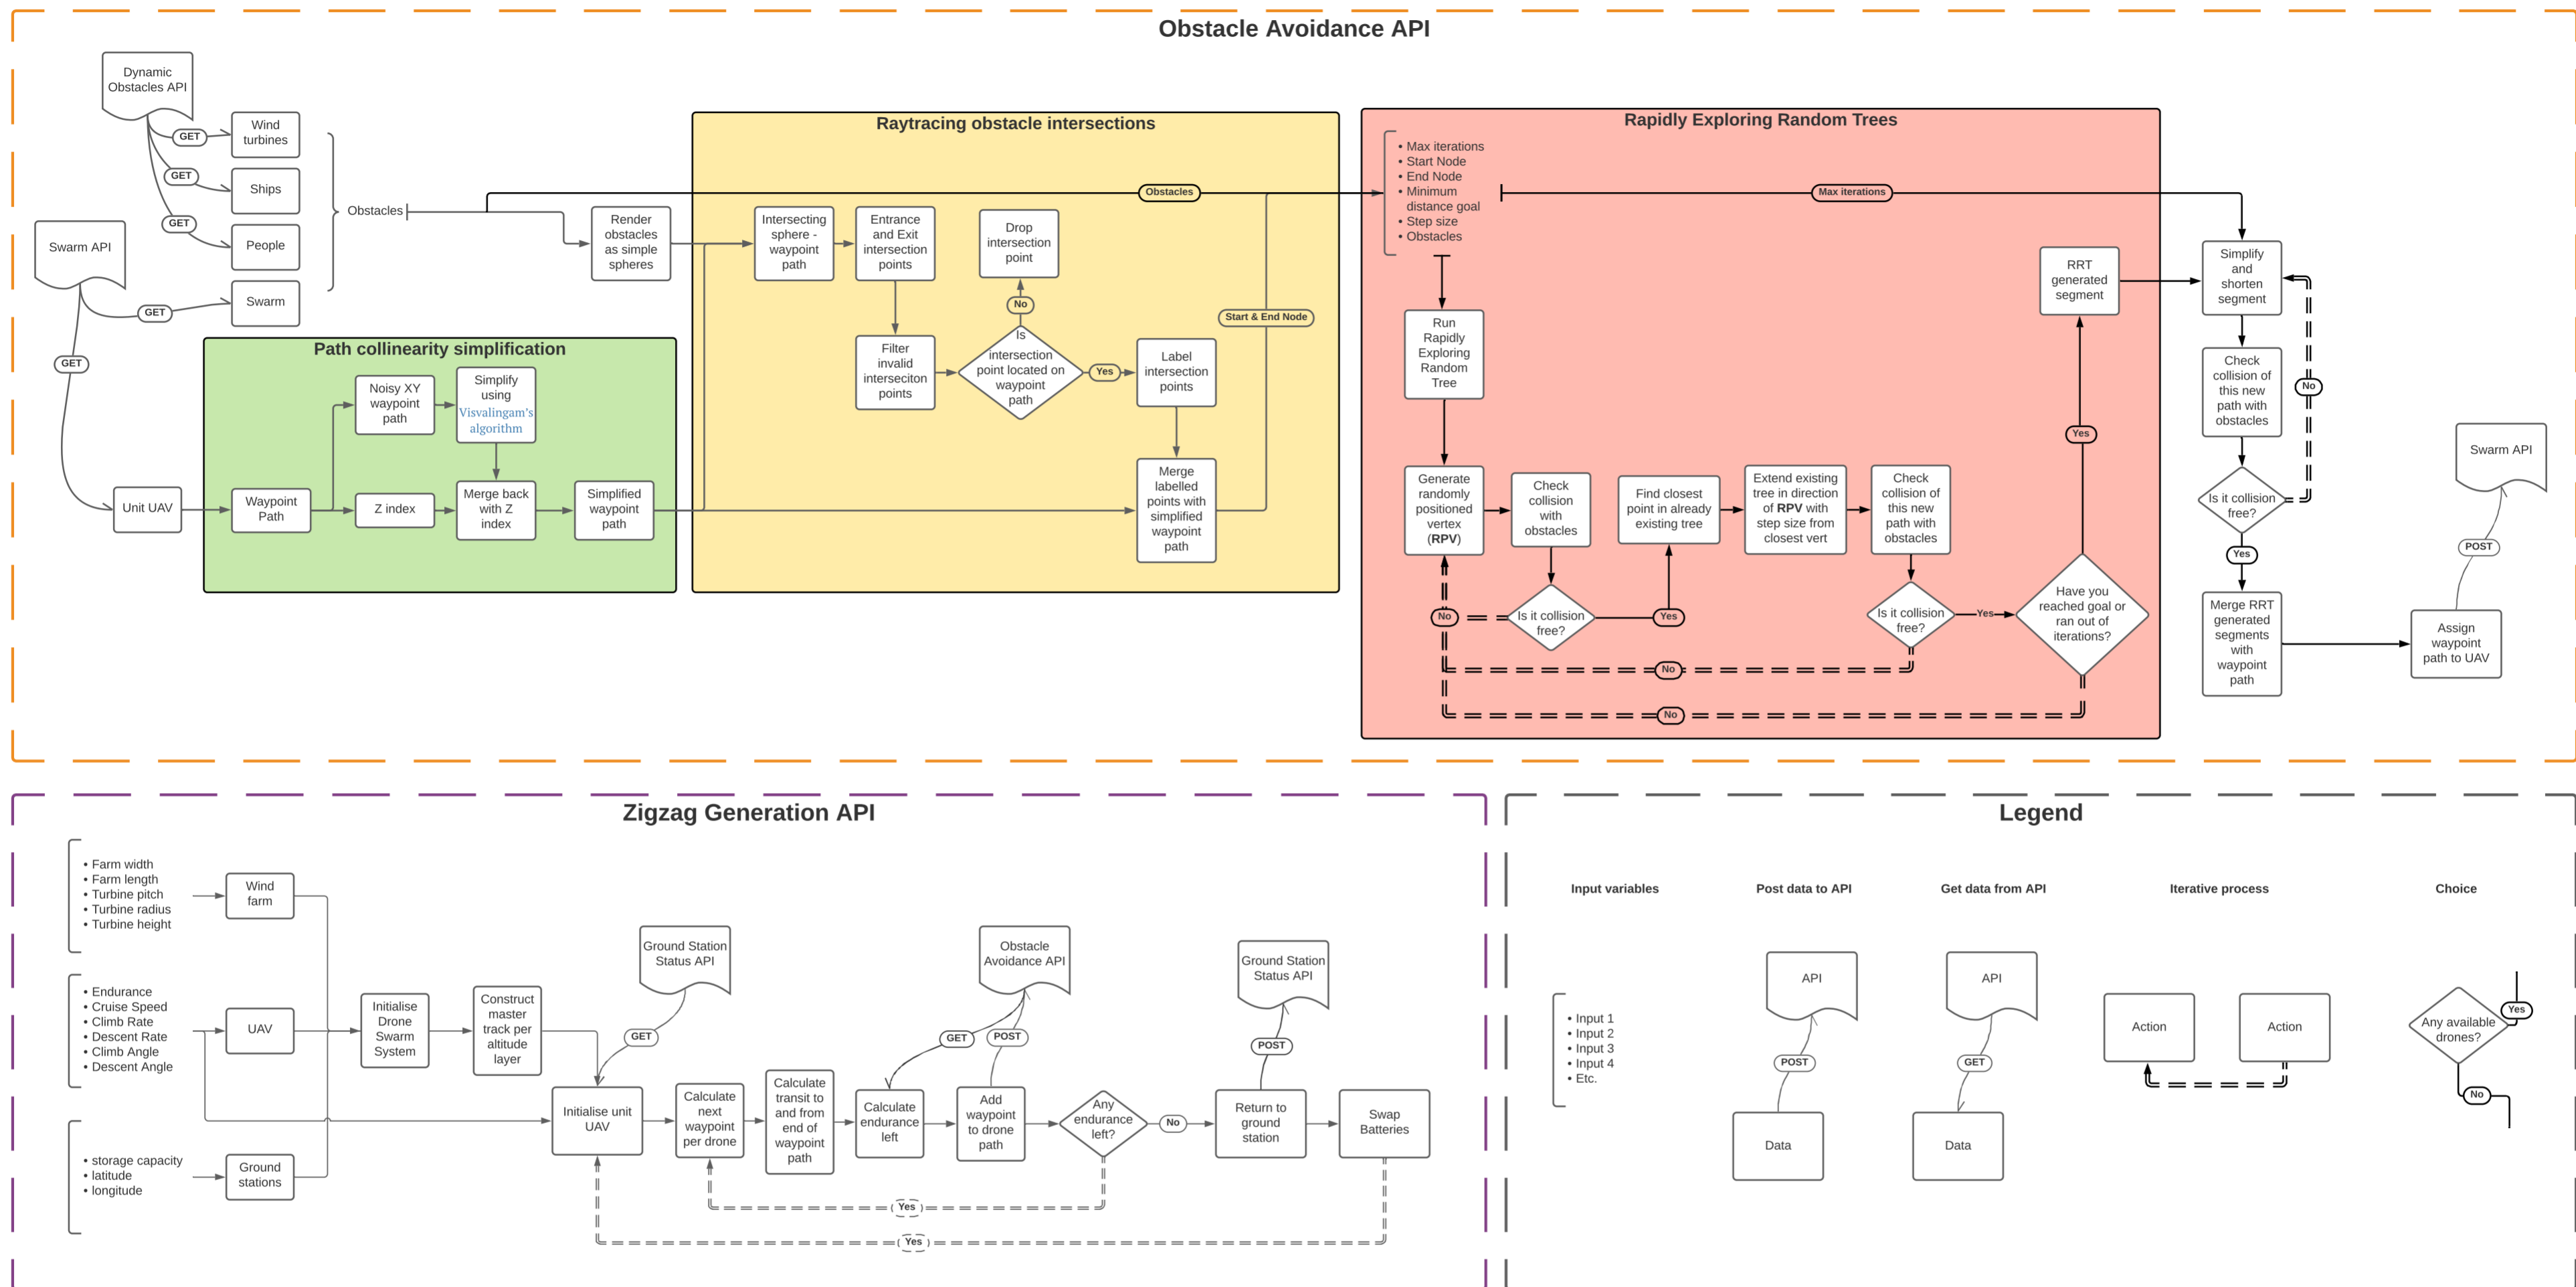 Obstacle Avoidance API
Dynamic
Obstacles API
GET
GET
GET
Wind
turbines
Ships
People
Swarm
Swarm API
GET
GET
Obstacles
Unit UAV
Path collinearity simplification
Waypoint
Path
Noisy XY
waypoint
path
Simplify
using
Visvalingam's
algorithm
Z index
Merge back
with Z
index
Simplified
waypoint
path
Render
obstacles
as simple
spheres
Raytracing obstacle intersections
Obstacles
Intersecting
sphere -
waypoint
path
Entrance
and Exit
intersection
points
Drop
intersection
point
No
Filter
invalid
interseciton
points
Is
intersection
point located on
waypoint
path
Yes
Label
intersection
points
Merge
labelled
points with
simplified
waypoint
path
Start & End Node
Rapidly Exploring Random Trees
• Max iterations
• Start Node
• End Node
• Minimum
distance goal
• Step size
• Obstacles
Max iterations
Run
Rapidly
Exploring
Random
Tree
Generate
randomly
positioned
vertex
(RPV)
Check
collision
with
obstacles
Is it collision
free?
No
Yes
Find closest
point in already
existing tree
Extend existing
tree in direction
of RPV with
step size from
closest vert
Check
collision of
this new
path with
obstacles
Is it collision
free?
No
Yes
Have you
reached goal or
ran out of
iterations?
No
Yes
RRT
generated
segment
Simplify
and
shorten
segment
Check
collision of
this new
path with
obstacles
No
Is it collision
free?
Yes
Merge RRT
generated
segments
with
waypoint
path
Assign
waypoint
path to UAV
POST
Swarm API
Zigzag Generation API
• Farm width
• Farm length
• Turbine pitch
• Turbine radius
• Turbine height
Wind
farm
• Endurance
• Cruise Speed
• Climb Rate
• Descent Rate
• Climb Angle
• Descent Angle
UAV
• storage capacity
• latitude
• longitude
Ground
stations
Initialise
Drone
Swarm
System
Construct
master
track per
altitude
layer
Ground Station
Status API
GET
Initialise unit
UAV
Calculate
next
waypoint
per drone
Calculate
transit to
and from
end of
waypoint
path
Calculate
endurance
left
Obstacle
Avoidance API
GET
POST
Add
waypoint
to drone
path
Any
endurance
left?
No
Yes
Ground Station
Status API
POST
Return to
ground
station
Swap
Batteries
Yes
Legend
Input variables
Post data to API
Get data from API
Iterative process
Choice
• Input 1
• Input 2
• Input 3
• Input 4
• Etc.
API
POST
Data
API
GET
Data
Action
Action
Any available
drones?
Yes
No